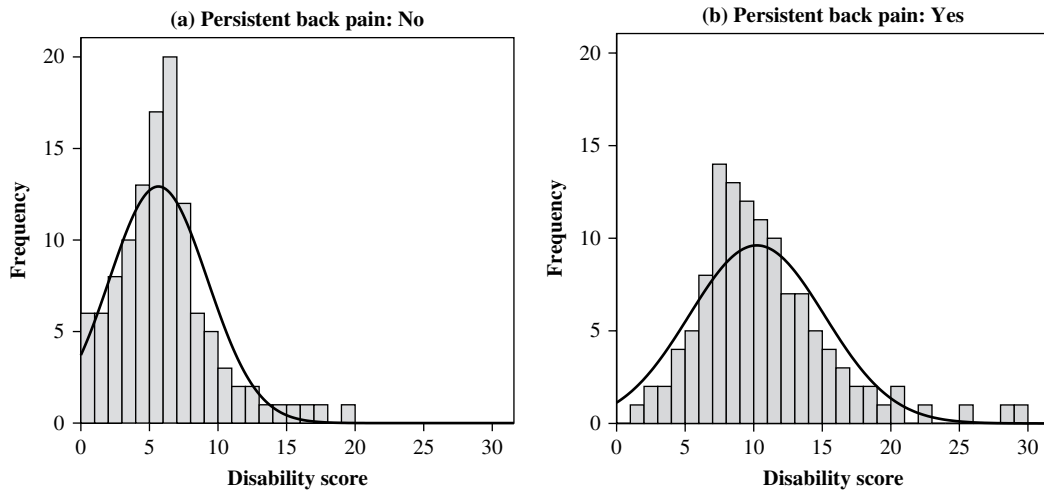 (a) Persistent back pain: No
20
15
10
5
0
Frequency
0 5 10 15 20 25 30
Disability score
(b) Persistent back pain: Yes
20
15
10
5
0
Frequency
0 5 10 15 20 25 30
Disability score